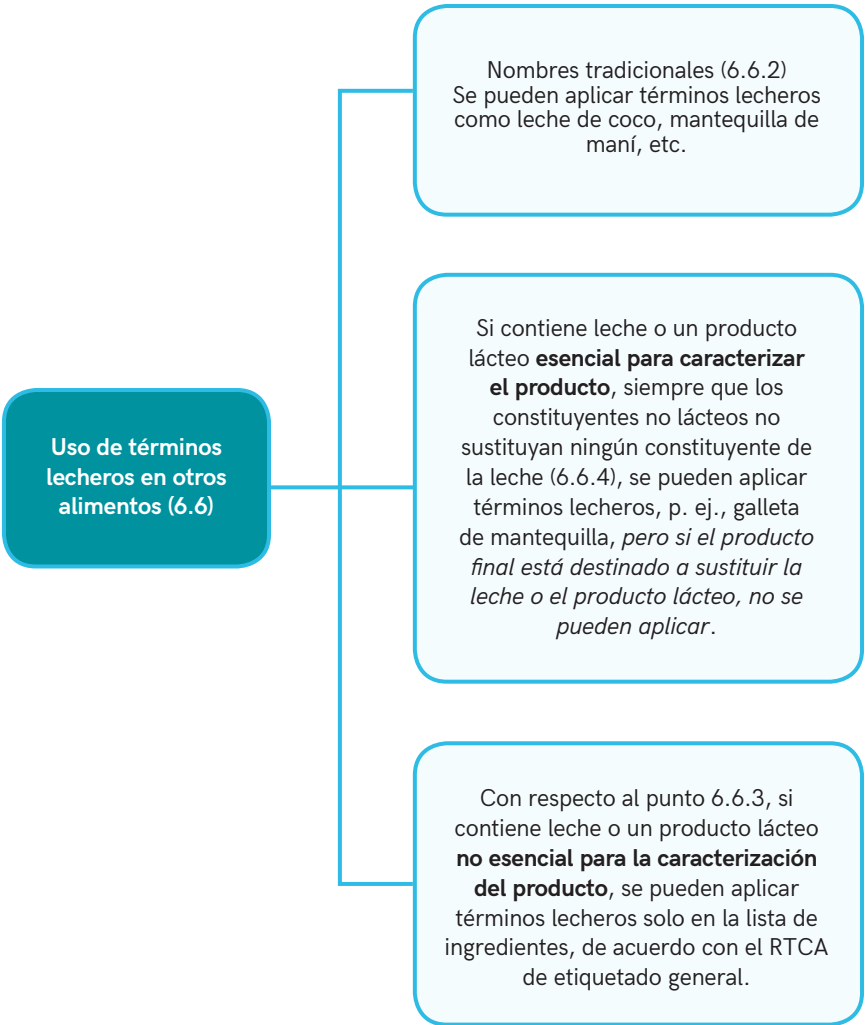 Nombres tradicionales (6.6.2)
Se pueden aplicar términos lecheros
como leche de coco, mantequilla de
maní, etc.
Uso de términos
lecheros en otros
alimentos (6.6)
Si contiene leche o un producto
lácteo esencial para caracterizar
el producto, siempre que los
constituyentes no lácteos no
sustituyan ningún constituyente de
la leche (6.6.4), se pueden aplicar
términos lecheros, p. ej., galleta
de mantequilla, pero si el producto
final está destinado a sustituir la
leche o el producto lácteo, no se
pueden aplicar.
Con respecto al punto 6.6.3, si
contiene leche o un producto lácteo
no esencial para la caracterización
del producto, se pueden aplicar
términos lecheros solo en la lista de
ingredientes, de acuerdo con el RTCA
de etiquetado general.